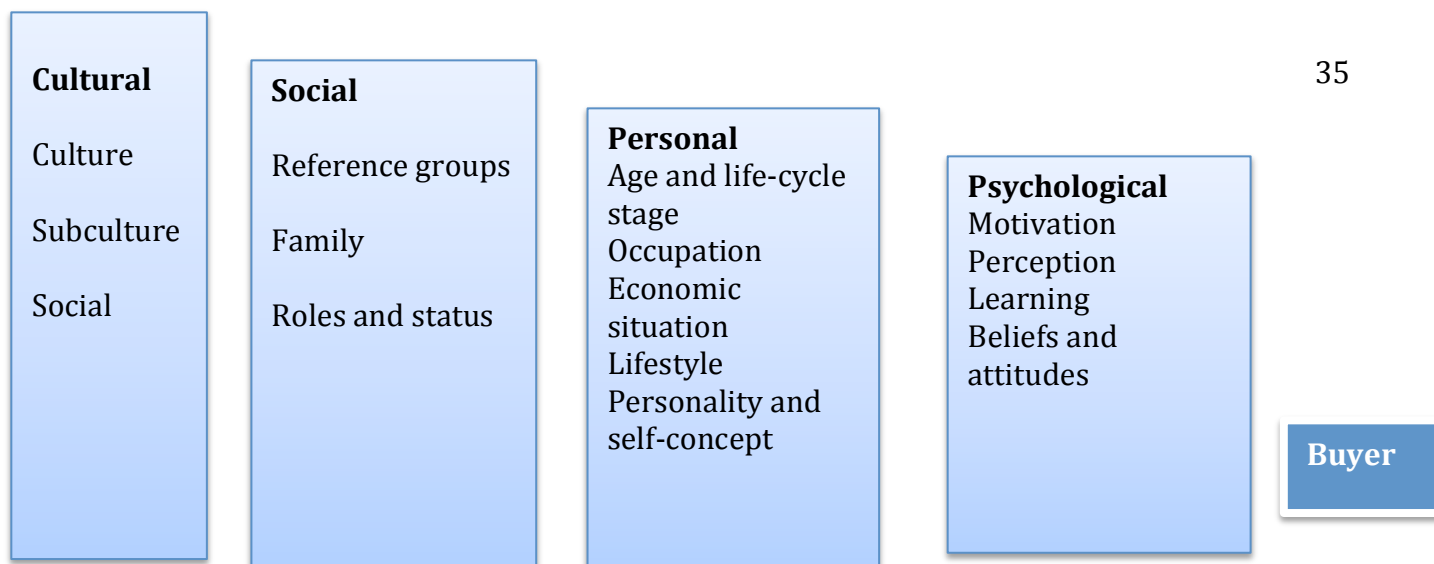 35
Cultural
Culture
Subculture
Social
Social
Reference groups
Family
Roles and status
Personal
Age and life-cycle
stage
Occupation
Economic
situation
Lifestyle
Personality and
self-concept
Psychological
Motivation
Perception
Learning
Beliefs and
attitudes
Buyer